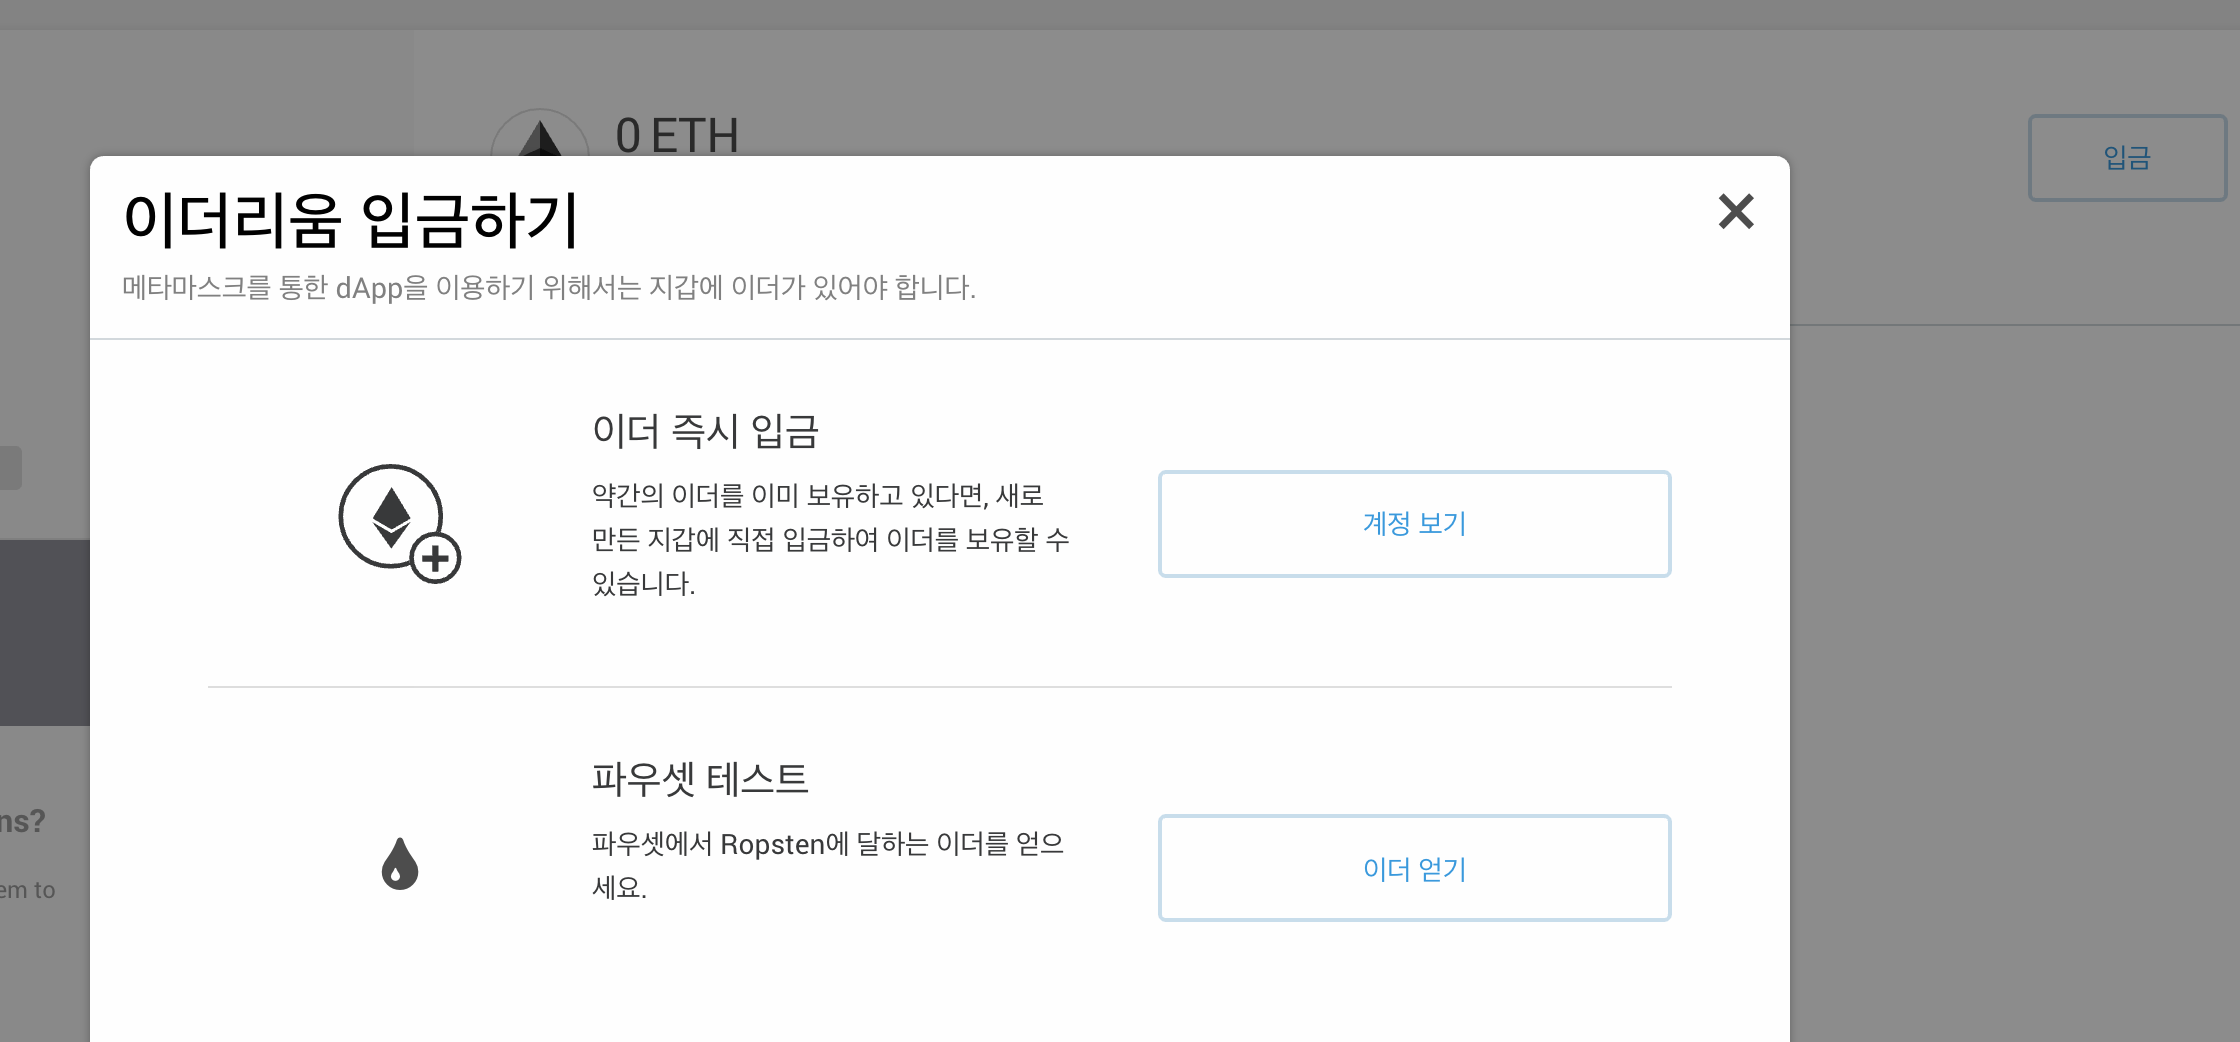 0 ETH
입금
이더리움 입금하기
메타마스크를 통한 dApp을 이용하기 위해서는 지갑에 이더가 있어야 합니다.
이더 즉시 입금
약간의 이더를 이미 보유하고 있다면, 새로
만든 지갑에 직접 입금하여 이더를 보유할 수
있습니다.
계정 보기
파우셋 테스트
파우셋에서 Ropsten에 달하는 이더를 얻으
세요.
이더 얻기
ns?
em to